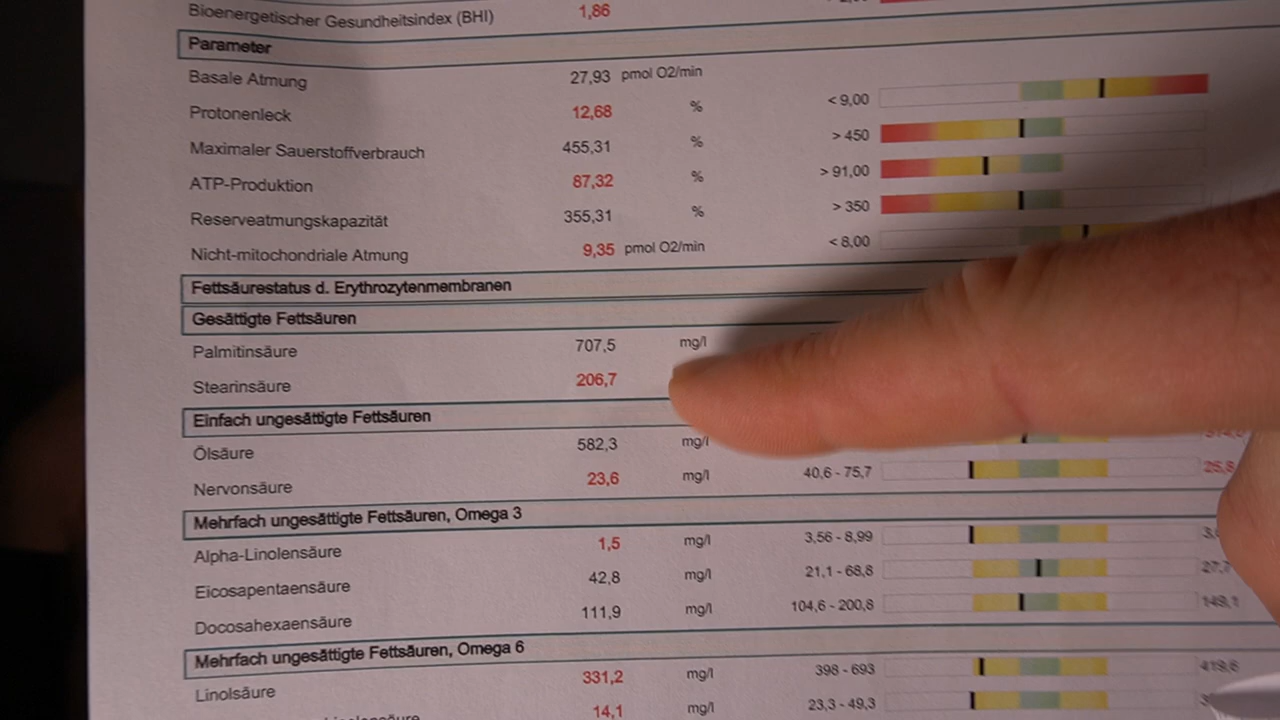 Bioenergetischer Gesundheitsindex (BHI) 1,86
Parameter
Basale Atmung 27,93 pmol O2/min
Protonenleck 12,68 % < 9,00
Maximaler Sauerstoffverbrauch 455,31 % > 450
ATP-Produktion 87,32 % > 91,00
Reserveatmungskapazität 355,31 % > 350
Nicht-mitochondriale Atmung 9,35 pmol O2/min < 8,00
Fettsäurestatus d. Erythrozytenmembranen
Gesättigte Fettsäuren
Palmitinsäure 707,5 mg/l
Stearinsäure 206,7
Einfach ungesättigte Fettsäuren
Ölsäure 582,3 mg/l
Nervonsäure 23,6 mg/l 40,6 - 75,7 25,8
Mehrfach ungesättigte Fettsäuren, Omega 3
Alpha-Linolensäure 1,5 mg/l 3,56 - 8,99
Eicosapentaensäure 42,8 mg/l 21,1 - 68,8 27,7
Docosahexaensäure 111,9 mg/l 104,6 - 200,8 149,1
Mehrfach ungesättigte Fettsäuren, Omega 6
Linolsäure 331,2 mg/l 398 - 693 419,6
14,1 mg/l 23,3 - 49,3